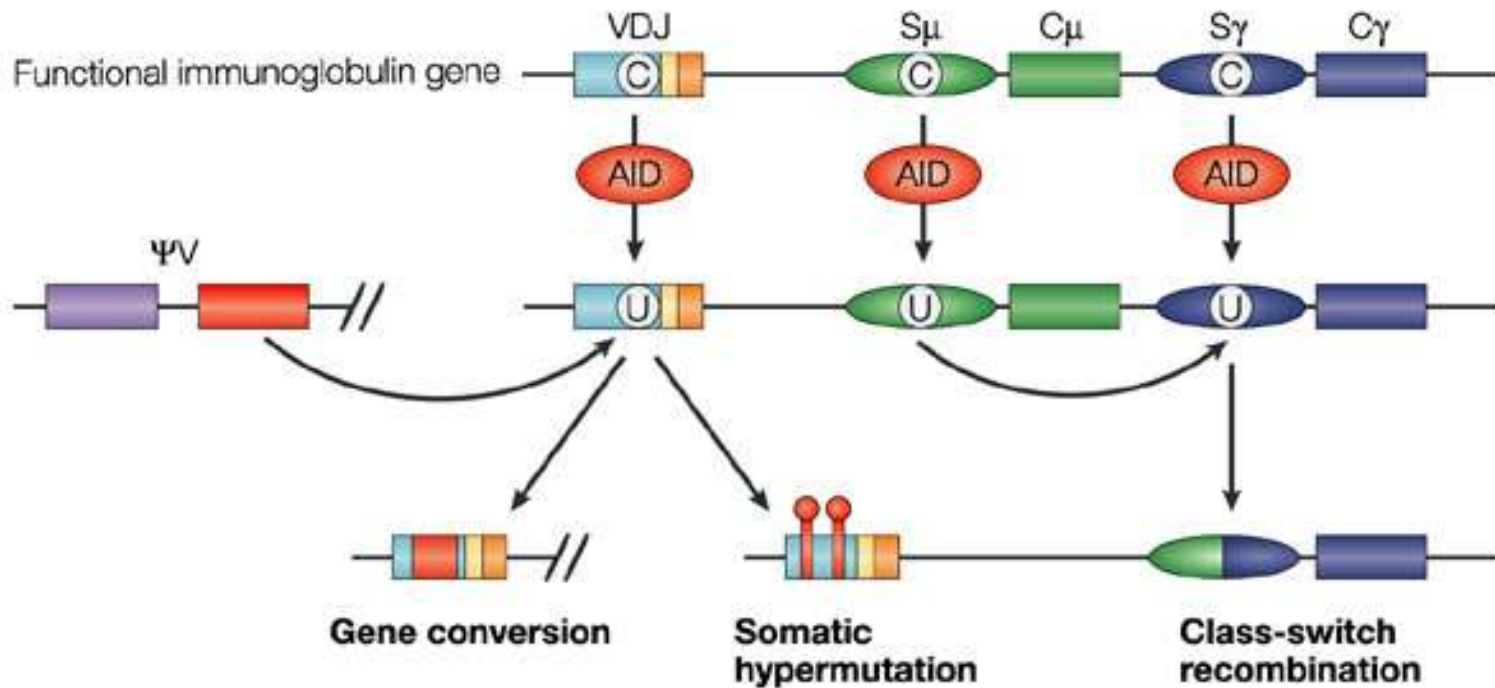 VDJ Sμ Cμ Sγ Cγ
Functional immunoglobulin gene C C C
AID AID AID
ΨV
U U U
Gene conversion Somatic Class-switch
hypermutation recombination